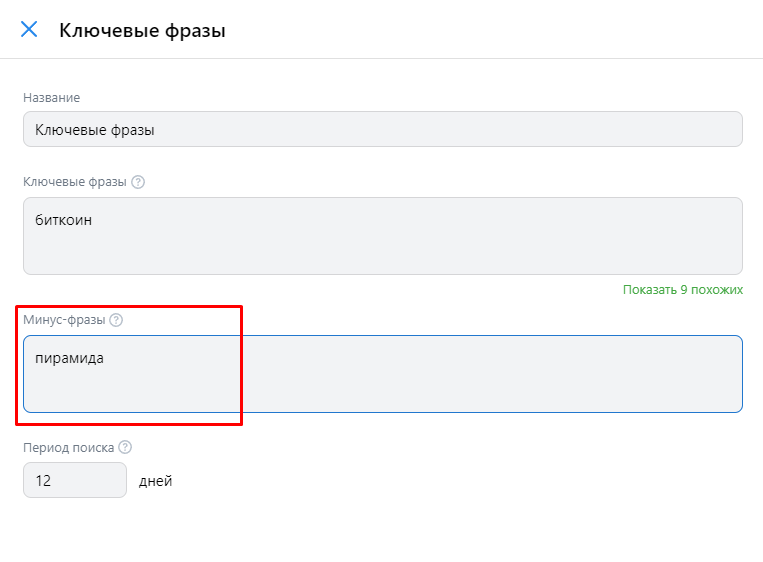 Ключевые фразы
Название
Ключевые фразы
Ключевые фразы ?
биткоин
Показать 9 похожих
Минус-фразы ?
пирамида
Период поиска ?
12 дней